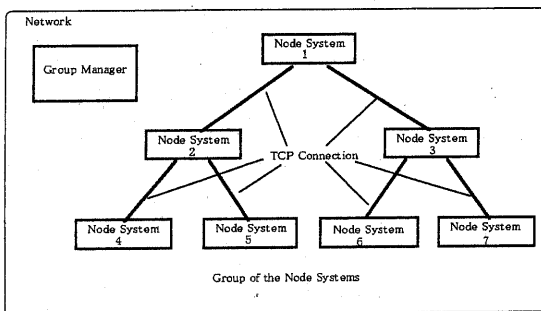 Network
Group Manager
Node System
1
Node System
2
TCP Connection
Node System
3
Node System
4
Node System
5
Node System
6
Node System
7
Group of the Node Systems